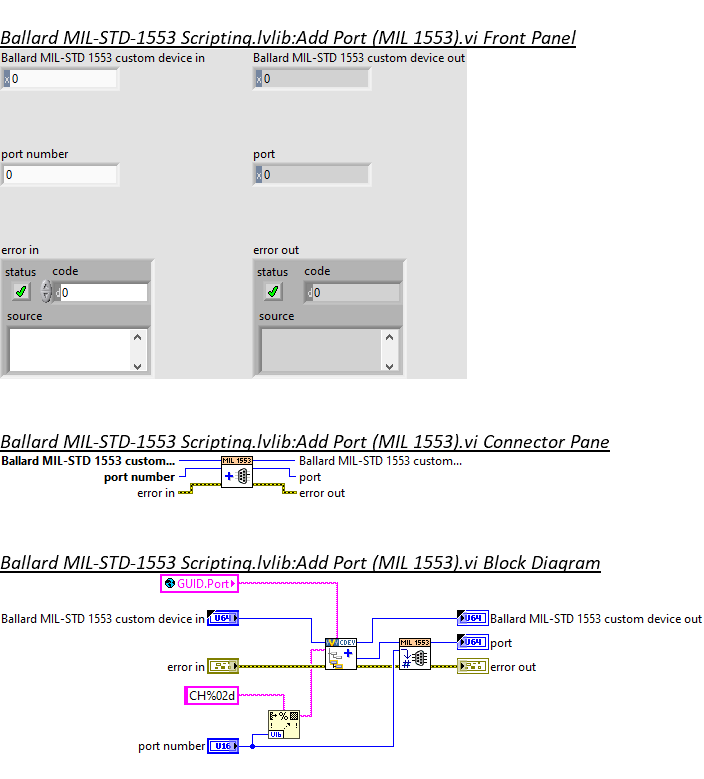 Ballard MIL-STD-1553 Scripting.lvlib:Add Port (MIL 1553).vi Front Panel
Ballard MIL-STD 1553 custom device in
Ballard MIL-STD 1553 custom device out
x 0
x 0
port number
port
0
x 0
error in
error out
status code
status code
d 0
d 0
source
source
Ballard MIL-STD-1553 Scripting.lvlib:Add Port (MIL 1553).vi Connector Pane
Ballard MIL-STD 1553 custom...
MIL 1553
Ballard MIL-STD 1553 custom...
port number
port
error in
error out
Ballard MIL-STD-1553 Scripting.lvlib:Add Port (MIL 1553).vi Block Diagram
GUID.Port
Ballard MIL-STD 1553 custom device in
U64
U64
Ballard MIL-STD 1553 custom device out
CDEV
MIL 1553
U64
port
#
error in
error out
CH%02d
%
port number
U16